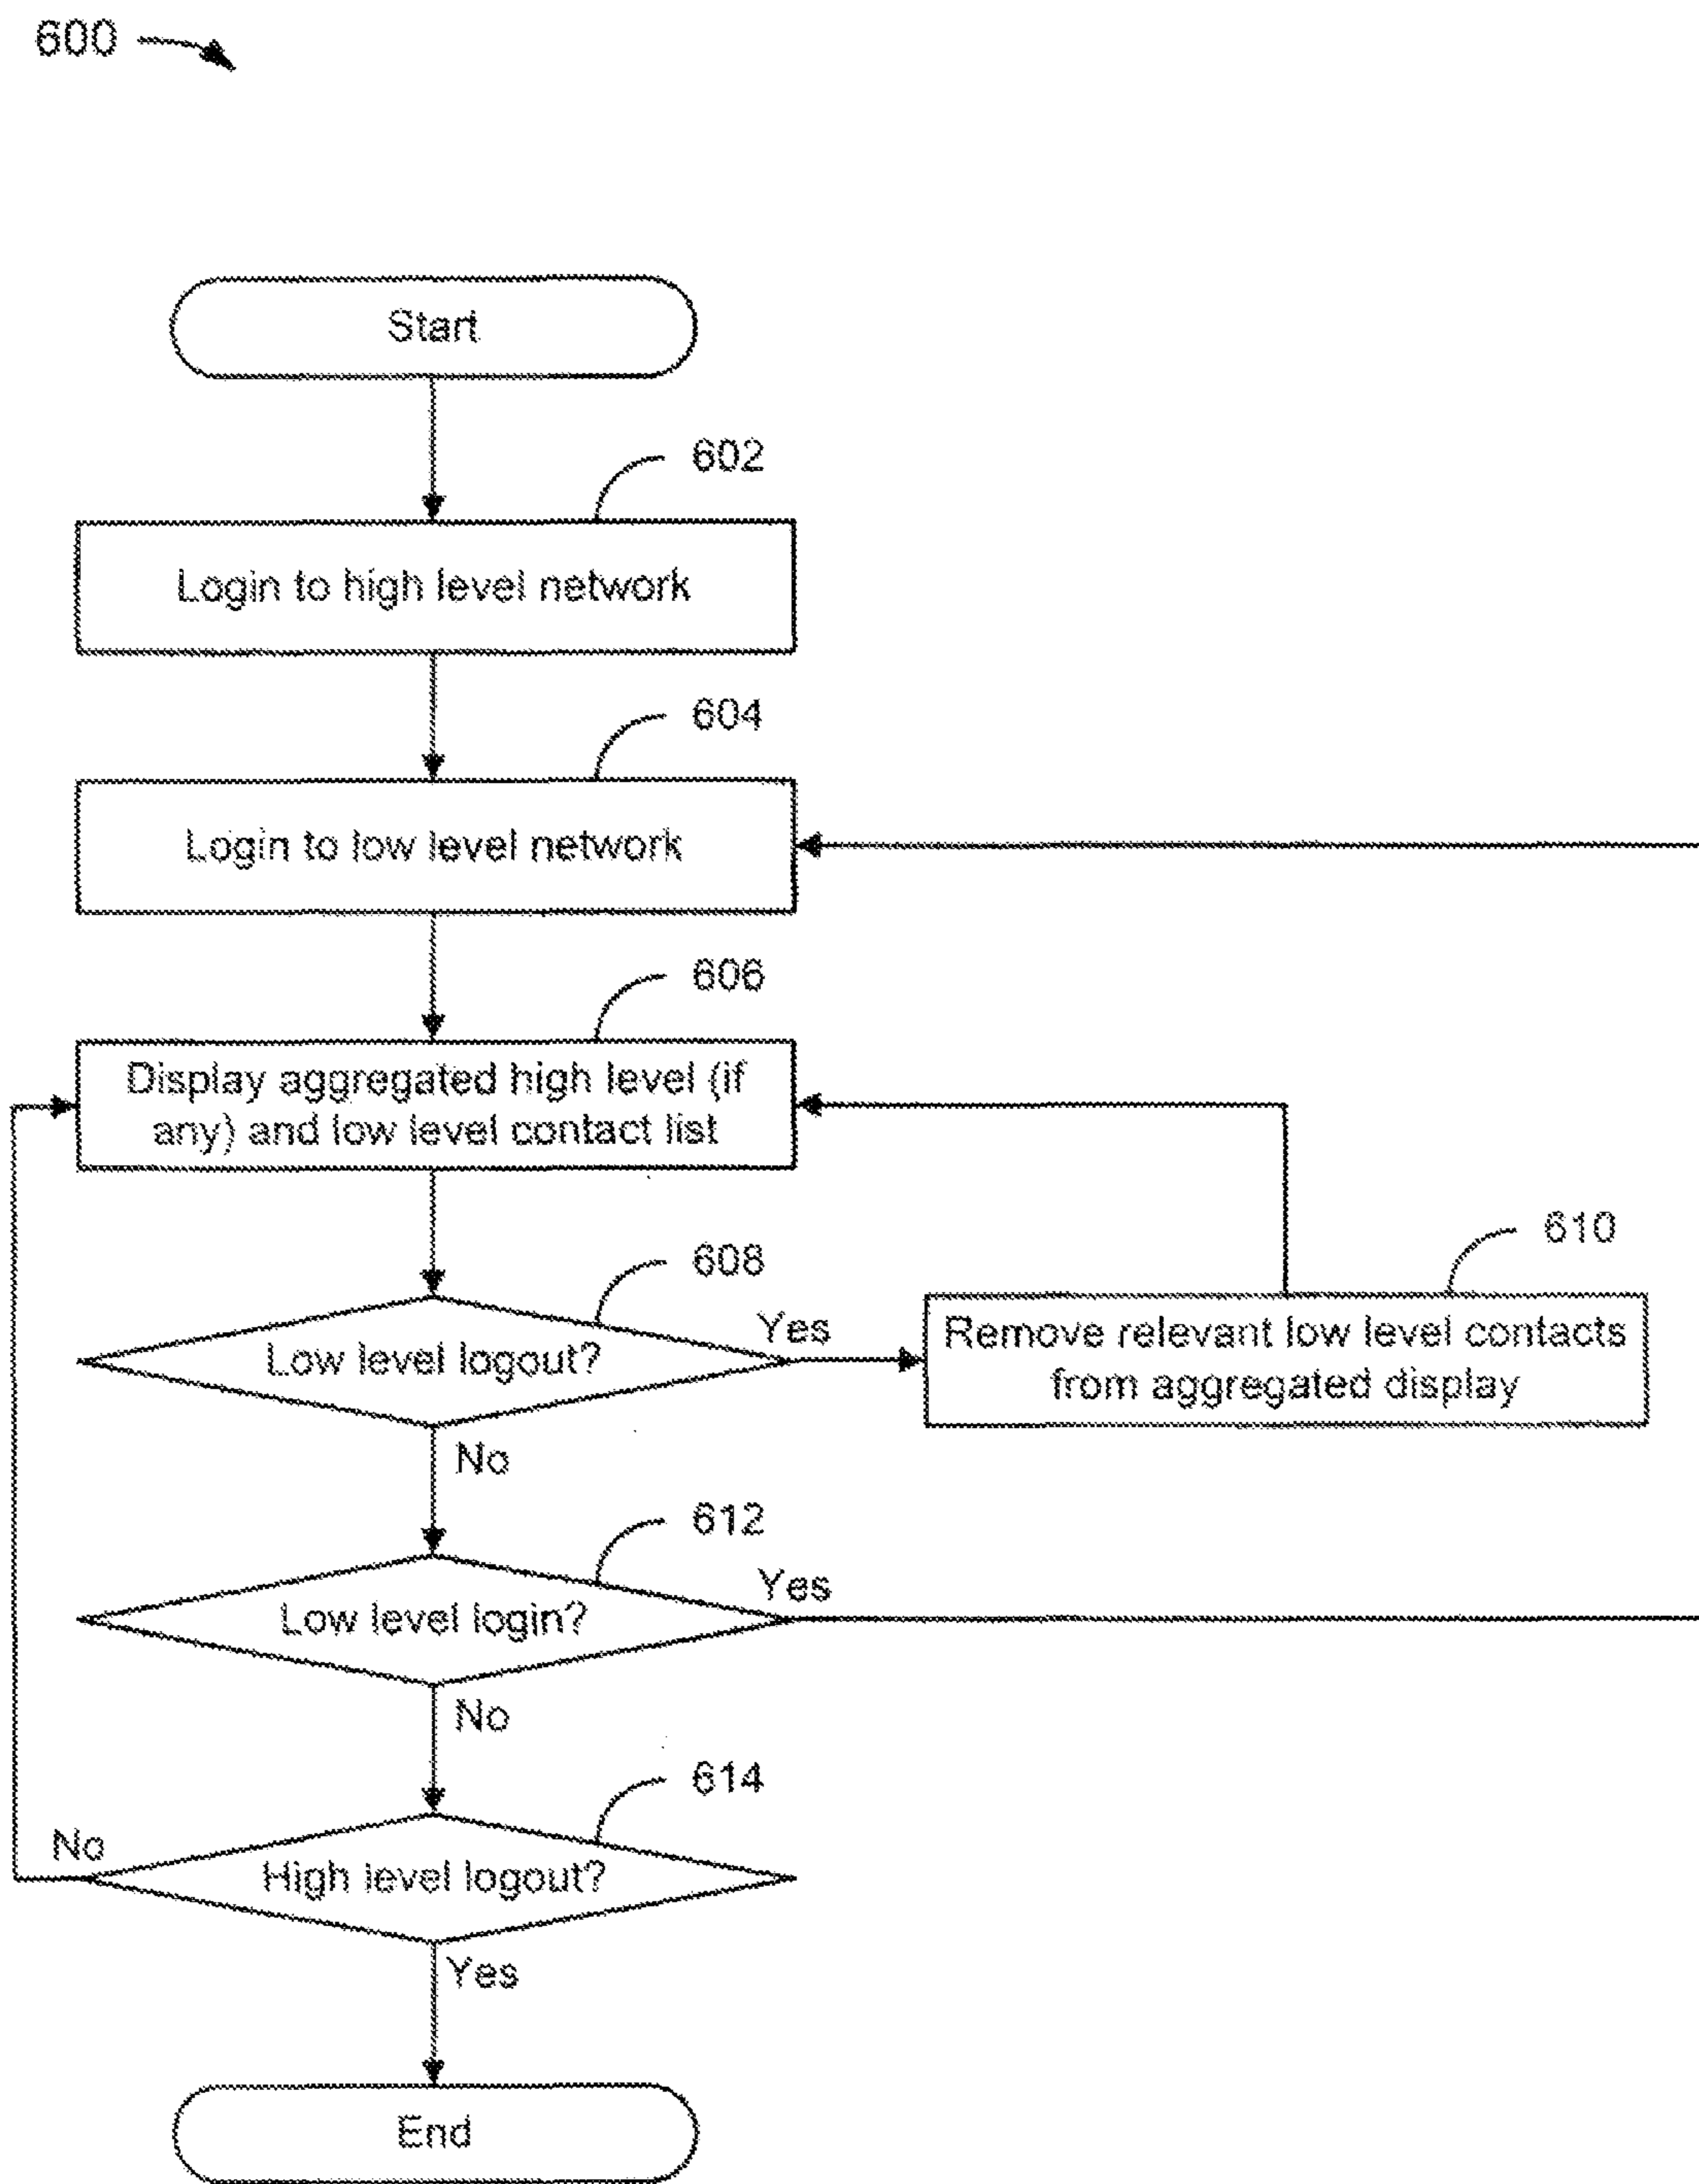 600
Start
602
Login to high level network
604
Login to low level network
606
Display aggregated high level (if
any) and low level contact list
608
Low level logout?
Yes
610
Remove relevant low level contacts
from aggregated display
No
612
Low level login?
Yes
No
614
High level logout?
No
Yes
End